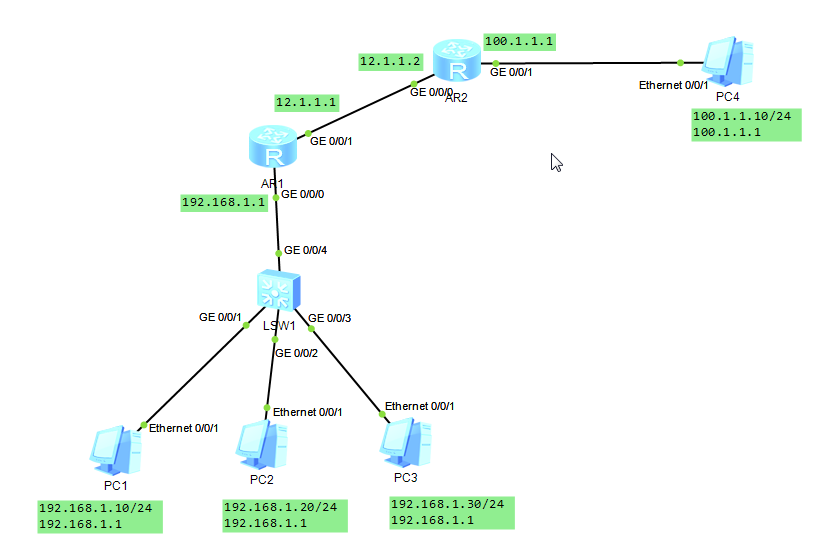 100.1.1.1
12.1.1.2
R
GE 0/0/1
Ethernet 0/0/1
GE 0/0/0
AR2
PC4
12.1.1.1
100.1.1.10/24
100.1.1.1
GE 0/0/1
R
AR1
GE 0/0/0
192.168.1.1
GE 0/0/4
GE 0/0/1
GE 0/0/3
LSW1
GE 0/0/2
Ethernet 0/0/1
Ethernet 0/0/1
Ethernet 0/0/1
PC1
PC2
PC3
192.168.1.10/24
192.168.1.1
192.168.1.20/24
192.168.1.1
192.168.1.30/24
192.168.1.1